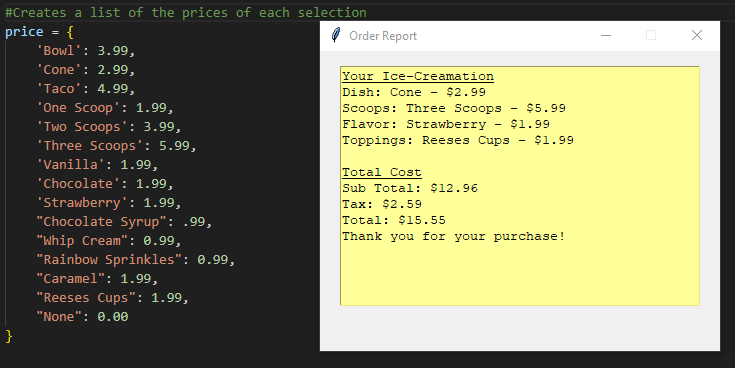 #Creates a list of the prices of each selection
price = {
'Bowl': 3.99,
'Cone': 2.99,
'Taco': 4.99,
'One Scoop': 1.99,
'Two Scoops': 3.99,
'Three Scoops': 5.99,
'Vanilla': 1.99,
'Chocolate': 1.99,
'Strawberry': 1.99,
"Chocolate Syrup": .99,
"Whip Cream": 0.99,
"Rainbow Sprinkles": 0.99,
"Caramel": 1.99,
"Reeses Cups": 1.99,
"None": 0.00
}
Order Report
Your Ice-Creamation
Dish: Cone - $2.99
Scoops: Three Scoops - $5.99
Flavor: Strawberry - $1.99
Toppings: Reeses Cups - $1.99
Total Cost
Sub Total: $12.96
Tax: $2.59
Total: $15.55
Thank you for your purchase!